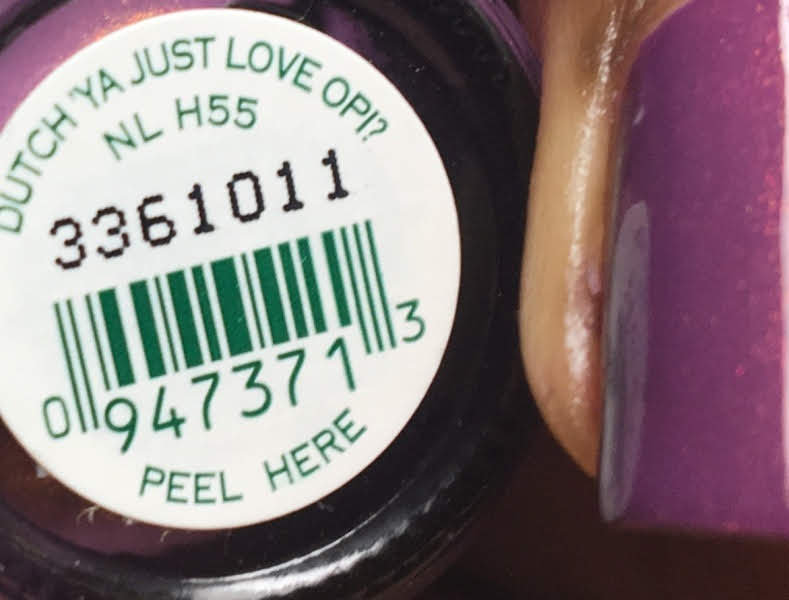 DUTCH 'YA JUST LOVE OPI?
NL H55
3361011
0 947371 3
PEEL HERE